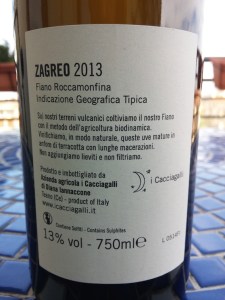 ZAGREO 2013
Fiano Roccamonfina
Indicazione Geografica Tipica
Sui nostri terreni vulcanici coltiviamo il nostro Fiano
con il metodo dell'agricoltura biodinamica.
Vinifichiamo, in modo naturale, queste uve mature in
anfore di terracotta con lunghe macerazioni.
Non aggiungiamo lieviti e non filtriamo.
Prodotto e imbottigliato da
Azienda agricola i Cacciagalli
di Diana Iannaccone
Teano (Ce) - product of Italy
www.icacciagalli.it
i Cacciagalli
Contiene Solfiti - Contains Sulphites
13% vol - 750ml e